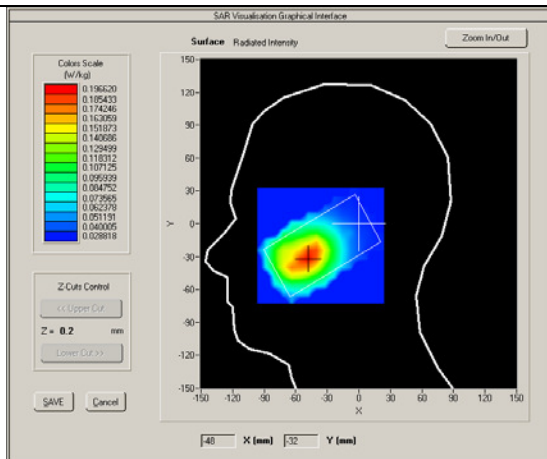 SAR Visualisation Graphical Interface
Surface Radiated Intensity
Zoom In/Out
Colors Scale
(W/kg)
0.196620
0.185433
0.174246
0.163059
0.151873
0.140686
0.129499
0.118312
0.107125
0.095939
0.084752
0.073565
0.062378
0.051191
0.040005
0.028818
Z-Cuts Control
<< Upper Cut
Z = 0.2 mm
Lower Cut >>
SAVE Cancel
150
120
90
60
30
0
-30
-60
-90
-120
-150
Y
-150 -120 -90 -60 -30 0 30 60 90 120 150
X
-48 X (mm) -32 Y (mm)